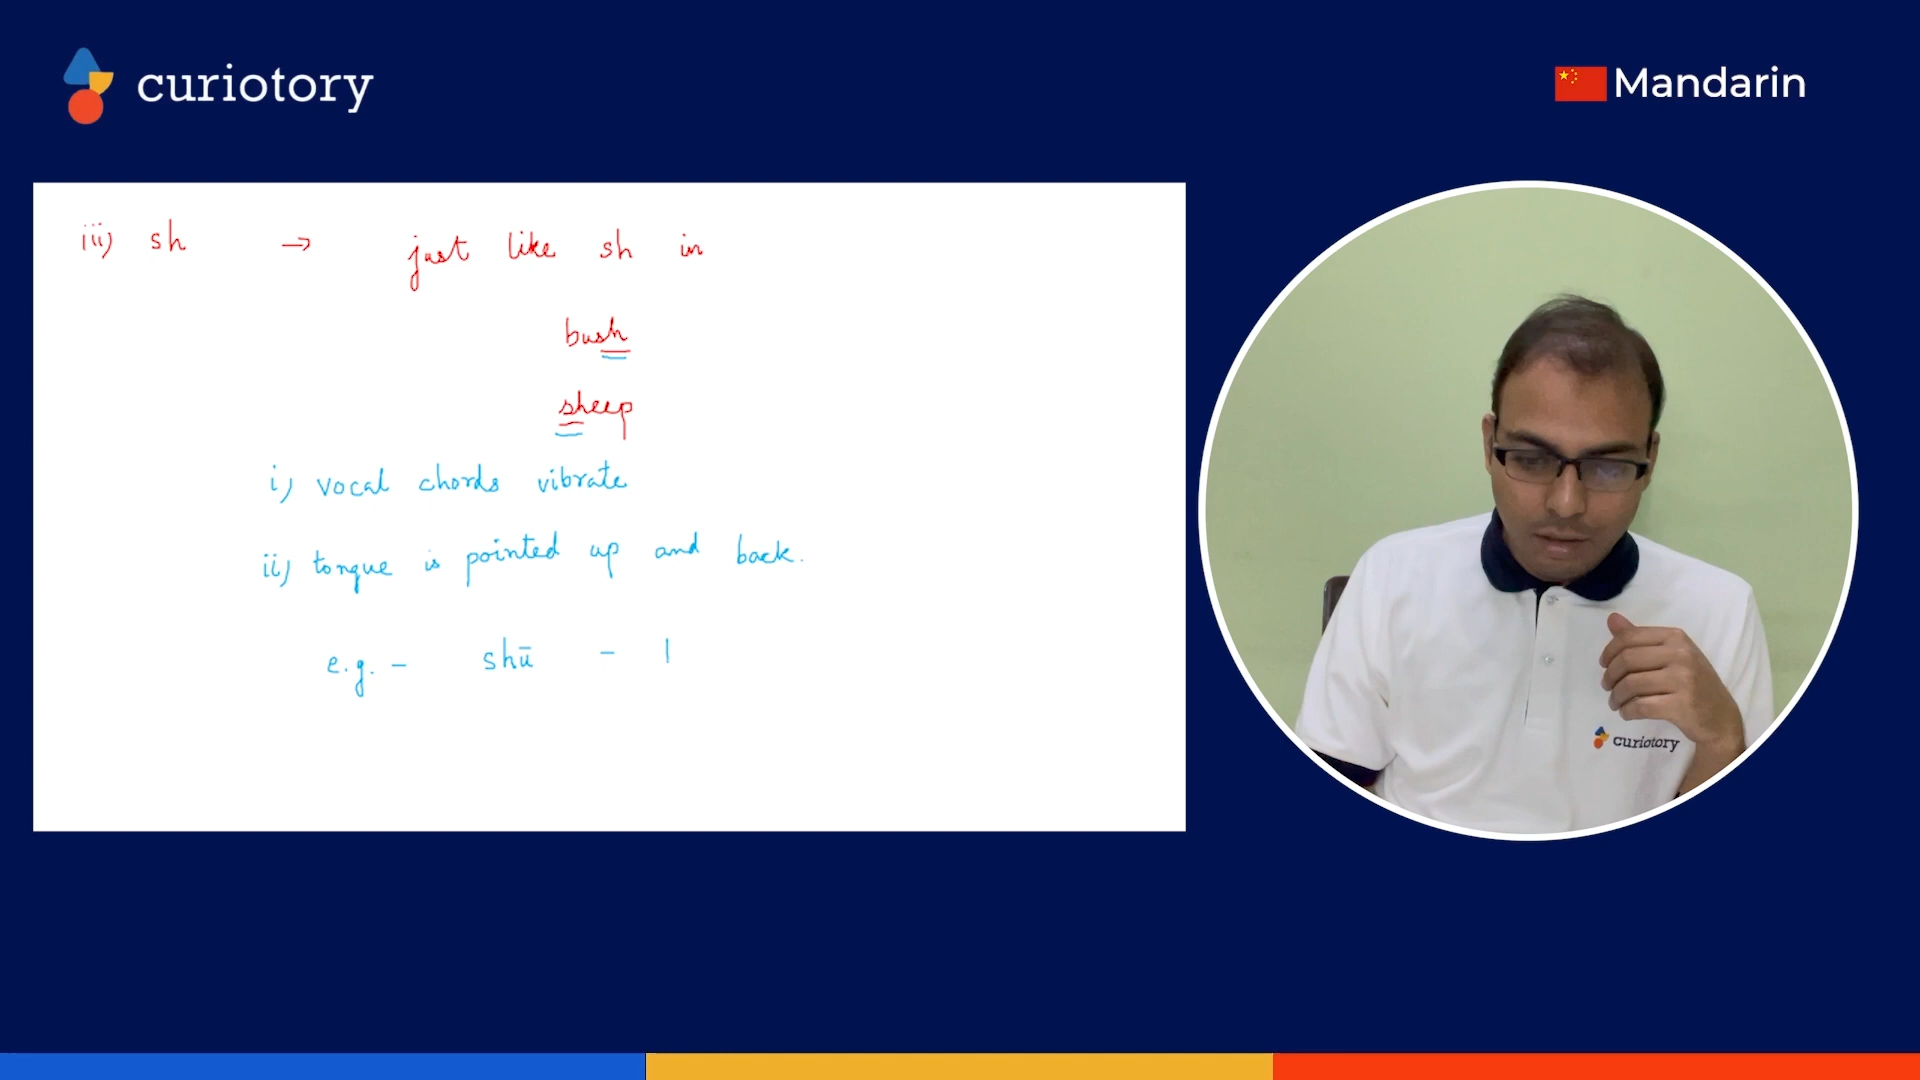 curiotory
Mandarin
iii) sh → just like sh in
bush
sheep
i) vocal chords vibrate
ii) tongue is pointed up and back.
e.g. - shū -
curiotory